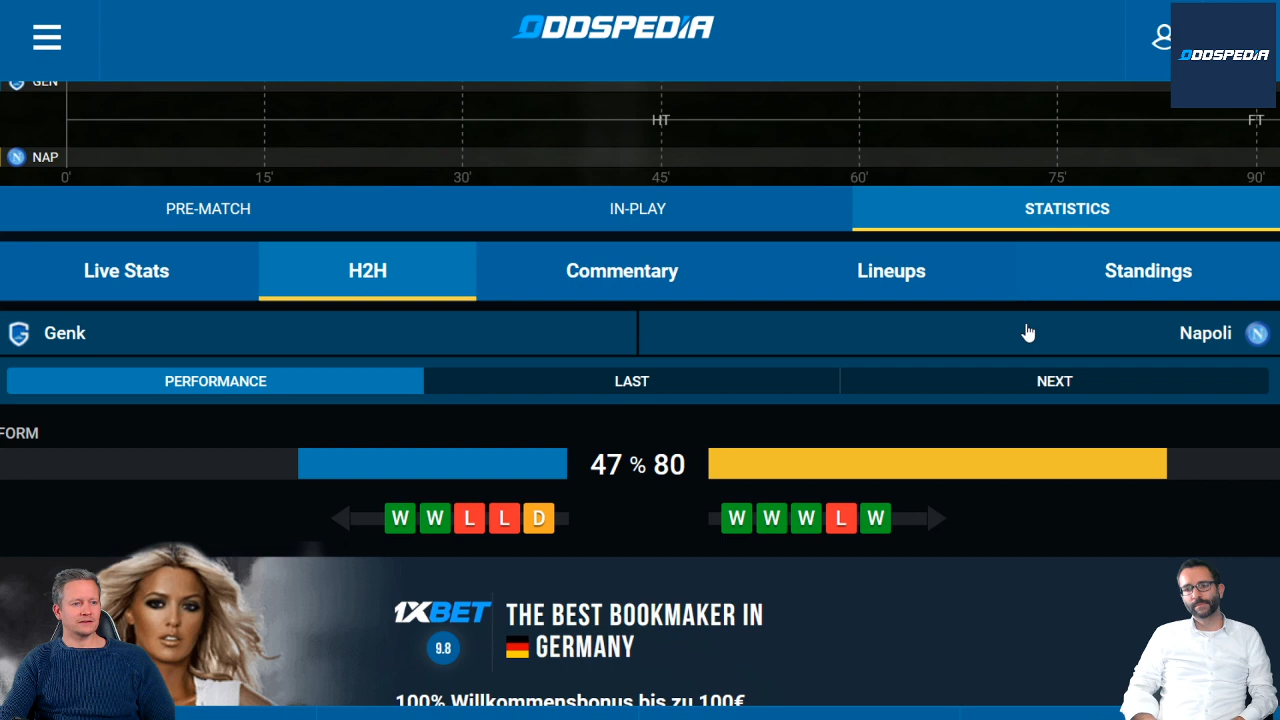 ODDSPEDIA
ODDSPEDIA
GEN
HT
FT
NAP
0'
15'
30'
45'
60'
75'
90'
PRE-MATCH
IN-PLAY
STATISTICS
Live Stats
H2H
Commentary
Lineups
Standings
Genk
Napoli
PERFORMANCE
LAST
NEXT
FORM
47 % 80
W W L L D
W W W L W
1XBET
THE BEST BOOKMAKER IN
9.8
GERMANY
100% Willkommensbonus bis zu 100€